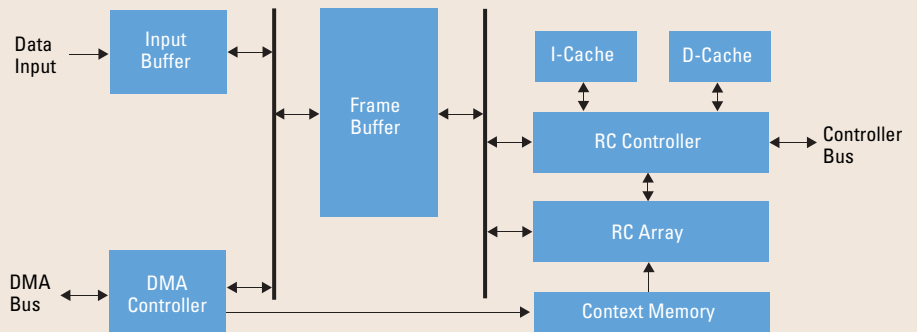 Data
Input
Input
Buffer
Frame
Buffer
I-Cache
D-Cache
RC Controller
Controller
Bus
RC Array
DMA
Bus
DMA
Controller
Context Memory